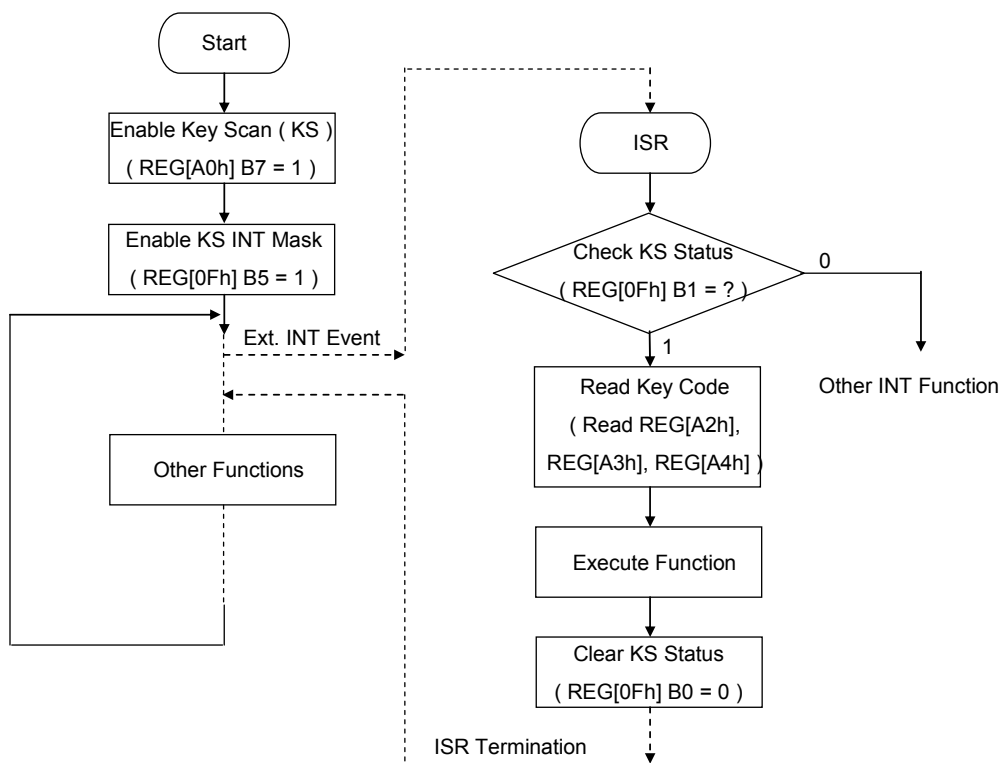 Start
Enable Key Scan ( KS )
( REG[A0h] B7 = 1 )
Enable KS INT Mask
( REG[0Fh] B5 = 1 )
Ext. INT Event
Other Functions
ISR
Check KS Status
( REG[0Fh] B1 = ? )
0
1
Other INT Function
Read Key Code
( Read REG[A2h],
REG[A3h], REG[A4h] )
Execute Function
Clear KS Status
( REG[0Fh] B0 = 0 )
ISR Termination